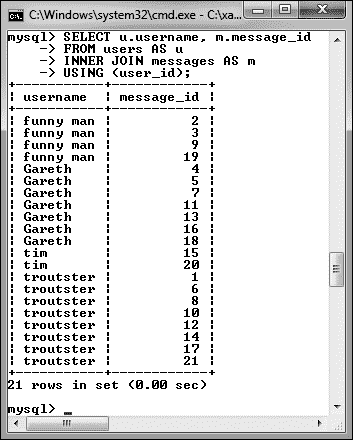 C:\Windows\system32\cmd.exe - C:\xa...
mysql> SELECT u.username, m.message_id
    -> FROM users AS u
    -> INNER JOIN messages AS m
    -> USING (user_id);
+-----------+------------+
| username  | message_id |
+-----------+------------+
| funny man |          2 |
| funny man |          3 |
| funny man |          9 |
| funny man |         19 |
| Gareth    |          4 |
| Gareth    |          5 |
| Gareth    |          7 |
| Gareth    |         11 |
| Gareth    |         13 |
| Gareth    |         16 |
| Gareth    |         18 |
| tim       |         15 |
| tim       |         20 |
| troutster |          1 |
| troutster |          6 |
| troutster |          8 |
| troutster |         10 |
| troutster |         12 |
| troutster |         14 |
| troutster |         17 |
| troutster |         21 |
+-----------+------------+
21 rows in set (0.00 sec)
mysql> _